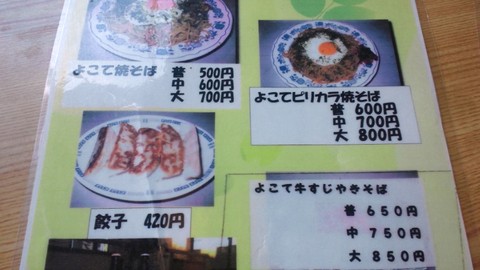 よこて焼そば 普 500円
中 600円
大 700円
よこてピリカラ焼そば
普 600円
中 700円
大 800円
餃子 420円
よこて牛すじやきそば
普 650円
中 750円
大 850円